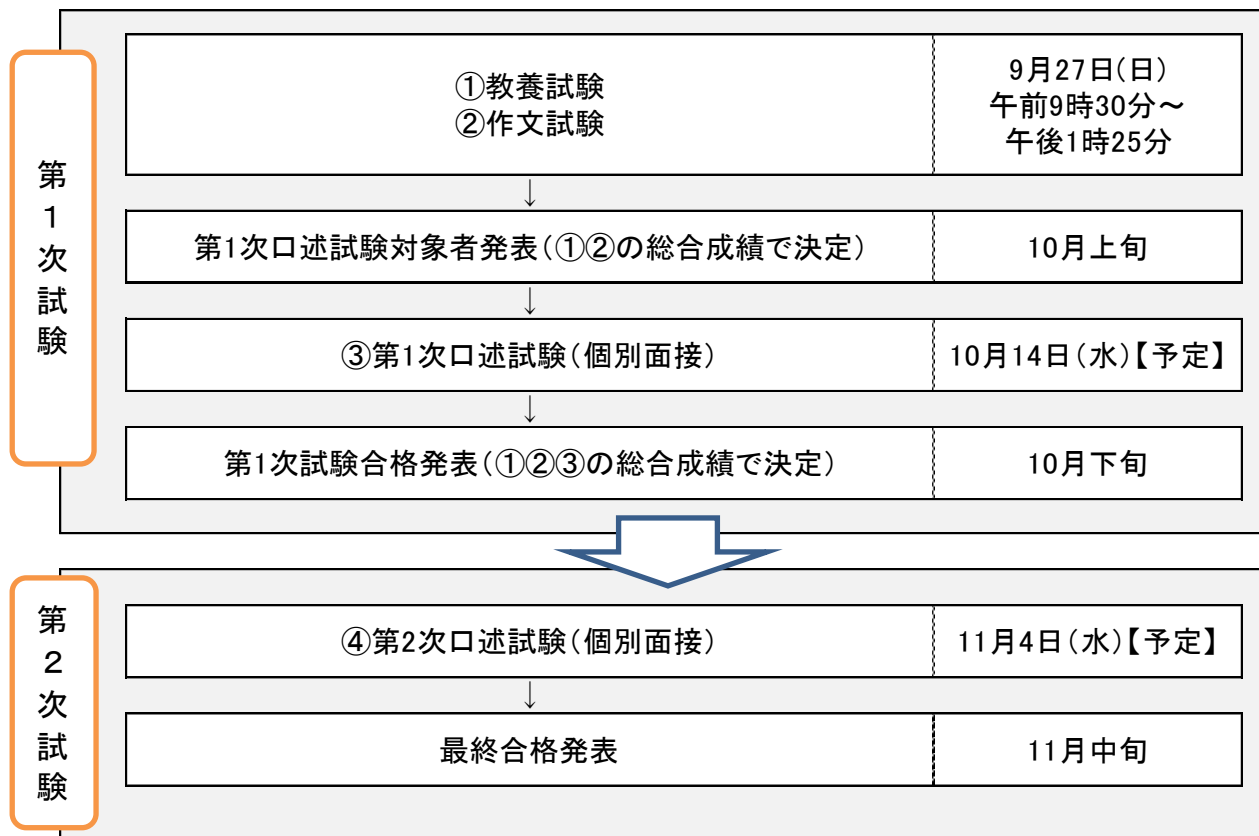 第1次試験
①教養試験
②作文試験
9月27日(日)
午前9時30分～
午後1時25分
↓
第1次口述試験対象者発表(①②の総合成績で決定)
10月上旬
↓
③第1次口述試験(個別面接)
10月14日(水)【予定】
↓
第1次試験合格発表(①②③の総合成績で決定)
10月下旬
第2次試験
④第2次口述試験(個別面接)
11月4日(水)【予定】
↓
最終合格発表
11月中旬